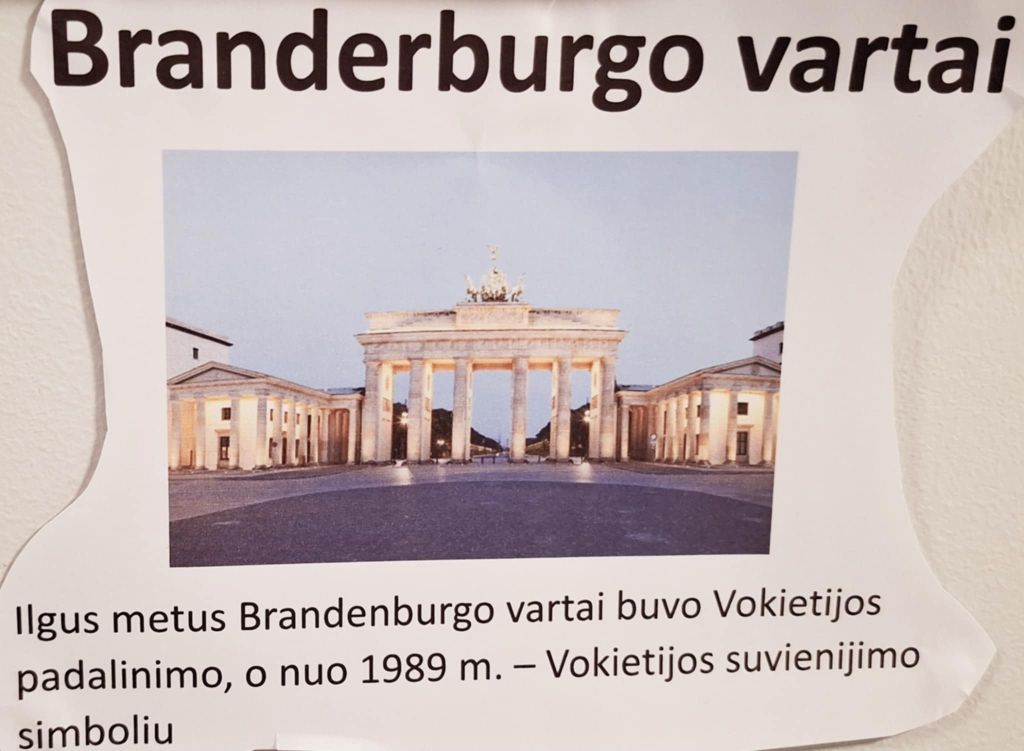 Branderburgo vartai
Ilgus metus Brandenburgo vartai buvo Vokietijos
padalinimo, o nuo 1989 m. – Vokietijos suvienijimo
simboliu